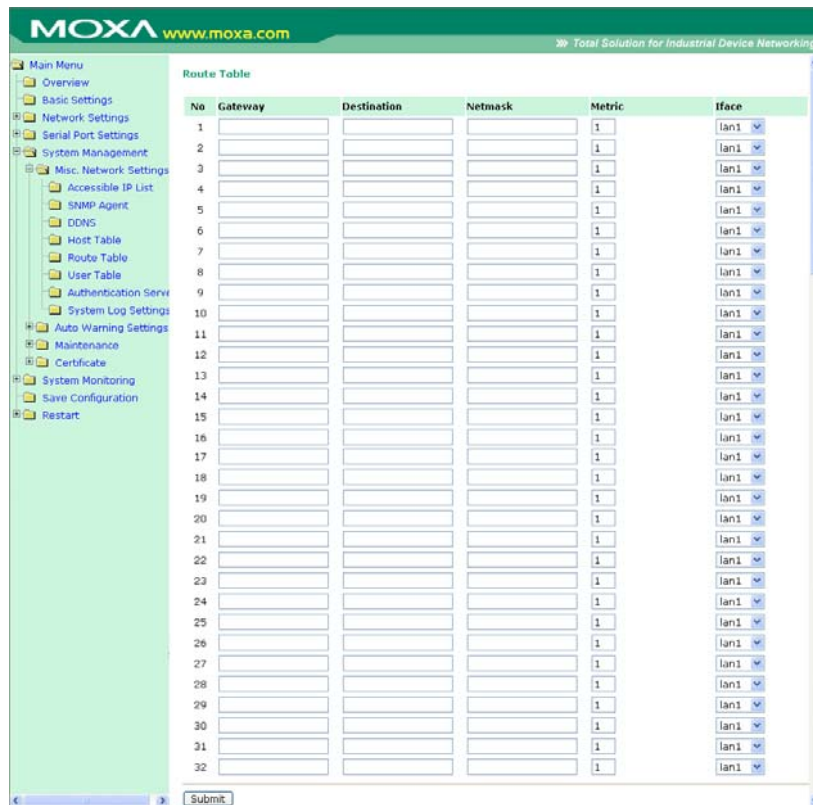 MOXA www.moxa.com
Total Solution for Industrial Device Networking
Main Menu
Overview
Basic Settings
Network Settings
Serial Port Settings
System Management
Misc. Network Settings
Accessible IP List
SNMP Agent
DDNS
Host Table
Route Table
User Table
Authentication Serve
System Log Settings
Auto Warning Settings
Maintenance
Certificate
System Monitoring
Save Configuration
Restart
Route Table
No Gateway Destination Netmask Metric Iface
1 1 lan1
2 1 lan1
3 1 lan1
4 1 lan1
5 1 lan1
6 1 lan1
7 1 lan1
8 1 lan1
9 1 lan1
10 1 lan1
11 1 lan1
12 1 lan1
13 1 lan1
14 1 lan1
15 1 lan1
16 1 lan1
17 1 lan1
18 1 lan1
19 1 lan1
20 1 lan1
21 1 lan1
22 1 lan1
23 1 lan1
24 1 lan1
25 1 lan1
26 1 lan1
27 1 lan1
28 1 lan1
29 1 lan1
30 1 lan1
31 1 lan1
32 1 lan1
Submit